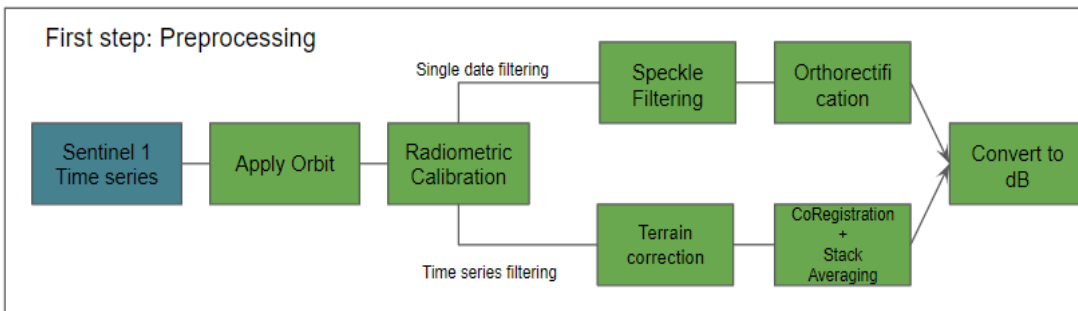 First step: Preprocessing
Single date filtering
Speckle
Filtering
Orthorectifi
cation
Sentinel 1
Time series
Apply Orbit
Radiometric
Calibration
Convert to
dB
Terrain
correction
CoRegistration
+
Stack
Averaging
Time series filtering